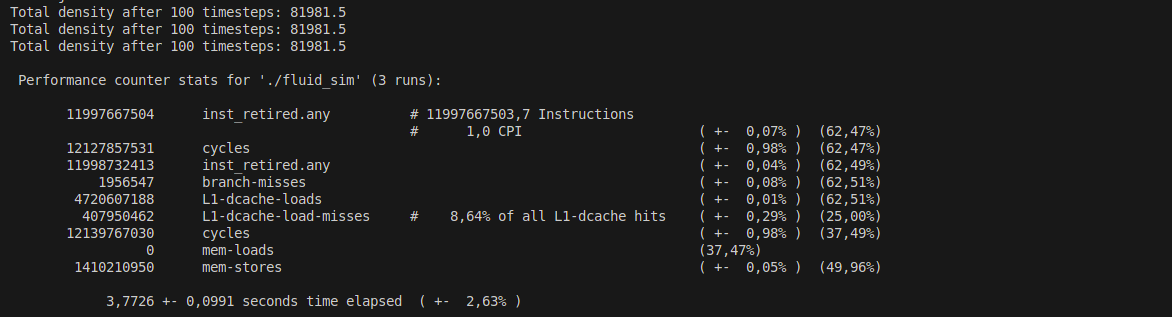 Total density after 100 timesteps: 81981.5
Total density after 100 timesteps: 81981.5
Total density after 100 timesteps: 81981.5
Performance counter stats for './fluid_sim' (3 runs):
11997667504 inst_retired.any # 11997667503,7 Instructions
# 1,0 CPI ( +- 0,07% ) (62,47%)
12127857531 cycles ( +- 0,98% ) (62,47%)
11998732413 inst_retired.any ( +- 0,04% ) (62,49%)
1956547 branch-misses ( +- 0,08% ) (62,51%)
4720607188 L1-dcache-loads ( +- 0,01% ) (62,51%)
407950462 L1-dcache-load-misses # 8,64% of all L1-dcache hits ( +- 0,29% ) (25,00%)
12139767030 cycles ( +- 0,98% ) (37,49%)
0 mem-loads (37,47%)
1410210950 mem-stores ( +- 0,05% ) (49,96%)
3,7726 +- 0,0991 seconds time elapsed ( +- 2,63% )